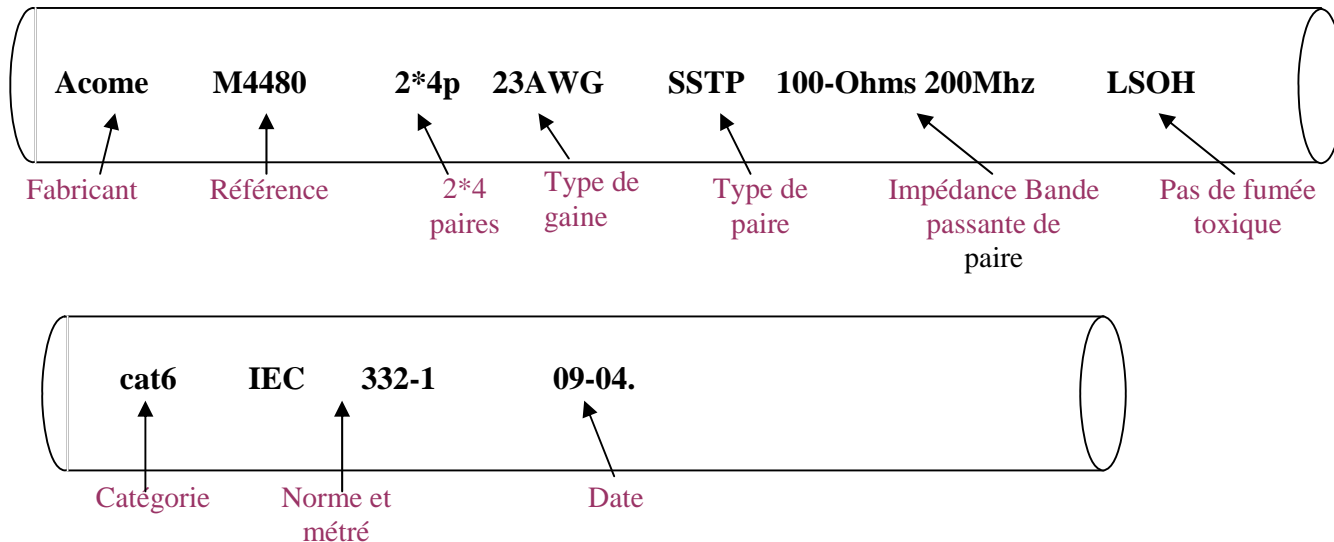 Acome M4480 2*4p 23AWG SSTP 100-Ohms 200Mhz LSOH
Fabricant
Référence
2*4
paires
Type de
gaine
Type de
paire
Impédance Bande
passante de
paire
Pas de fumée
toxique
cat6 IEC 332-1 09-04.
Catégorie
Norme et
métré
Date